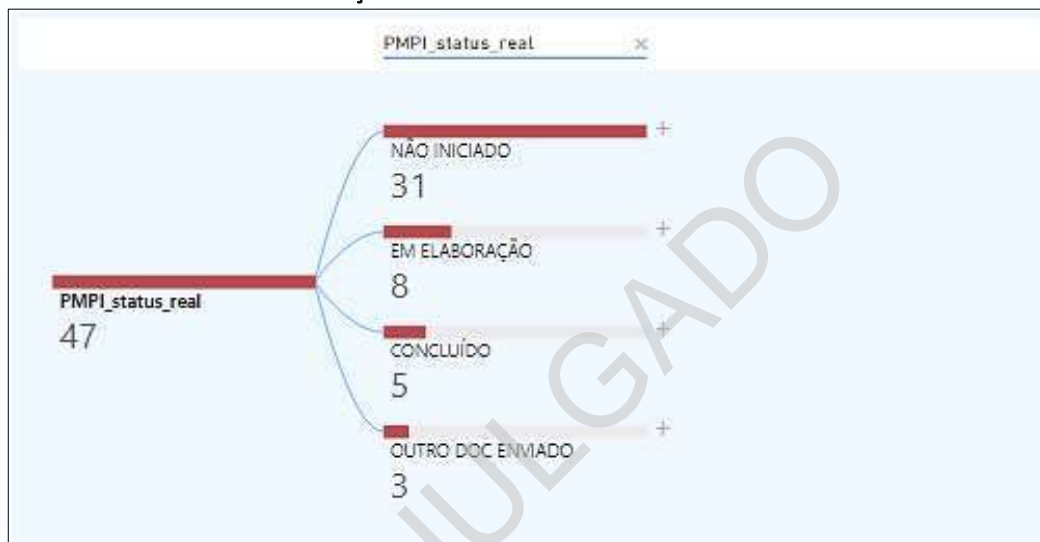 PMPI_status_real ×
NÃO INICIADO
31
EM ELABORAÇÃO
8
PMPI_status_real
47
CONCLUÍDO
5
OUTRO DOC ENVIADO
3
JULGADO